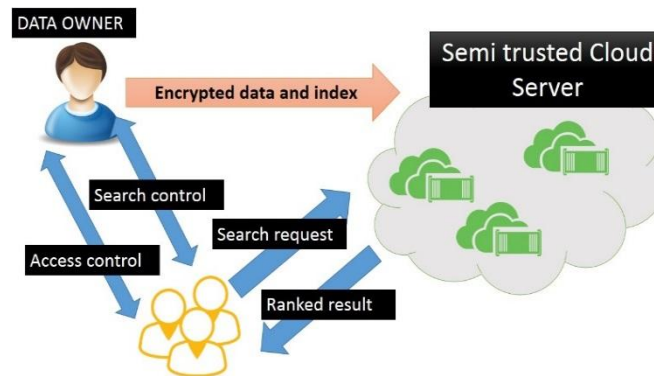 DATA OWNER
Semi trusted Cloud
Server
Encrypted data and index
Search control
Search request
Access control
Ranked result